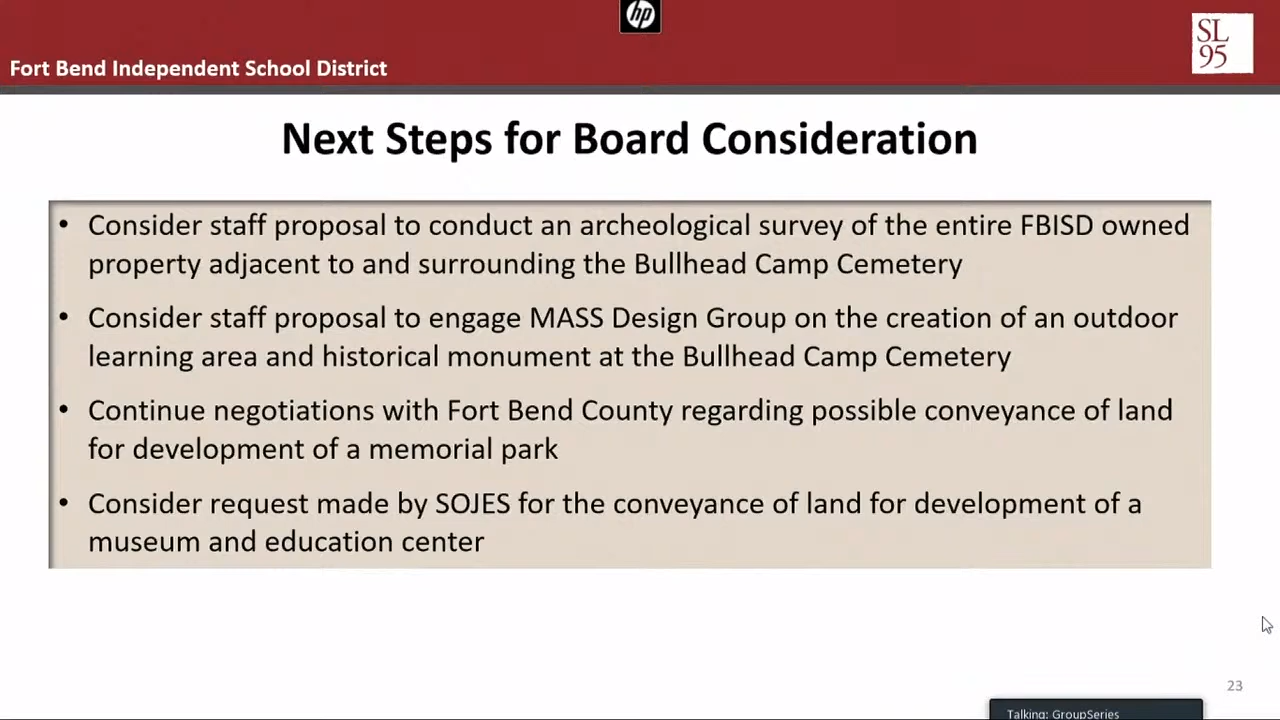 hp
SL
95
Fort Bend Independent School District
Next Steps for Board Consideration
• Consider staff proposal to conduct an archeological survey of the entire FBISD owned
property adjacent to and surrounding the Bullhead Camp Cemetery
• Consider staff proposal to engage MASS Design Group on the creation of an outdoor
learning area and historical monument at the Bullhead Camp Cemetery
• Continue negotiations with Fort Bend County regarding possible conveyance of land
for development of a memorial park
• Consider request made by SOJES for the conveyance of land for development of a
museum and education center
23
Talking: GroupSeries